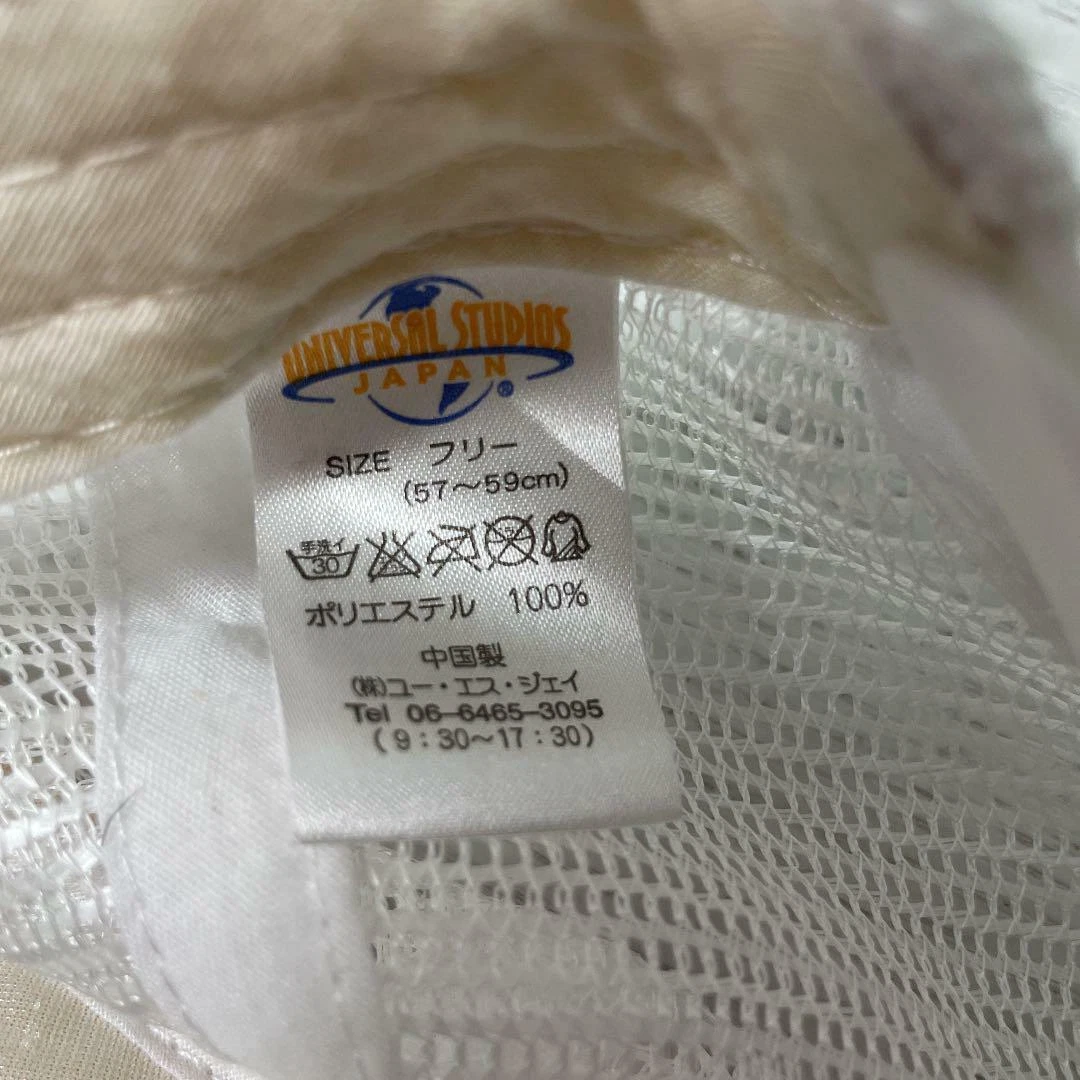 UNIVERSAL STUDIOS
JAPAN ®
SIZE フリー
(57～59cm)
手洗イ
30
ポリエステル 100%
中国製
(株)ユー・エス・ジェイ
Tel 06-6465-3095
(9:30～17:30)